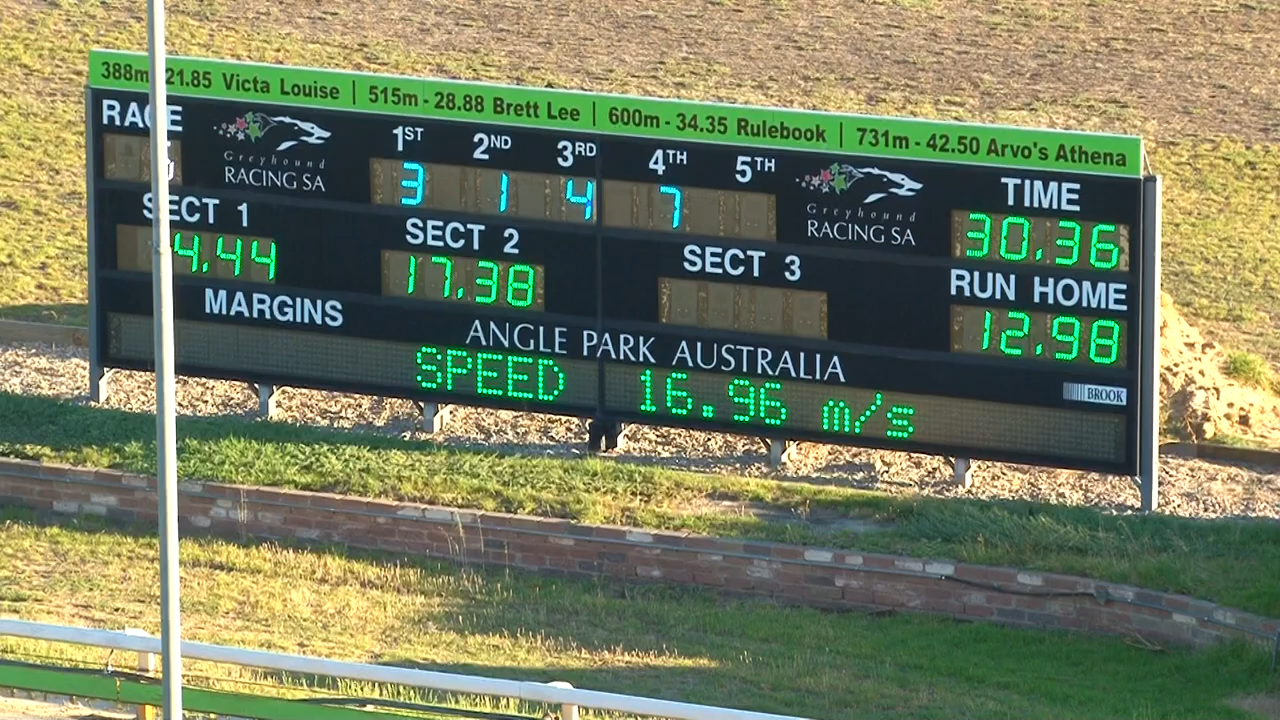 388m 21.85 Victa Louise | 515m - 28.88 Brett Lee | 600m - 34.35 Rulebook | 731m - 42.50 Arvo's Athena
RACE
Greyhound
RACING SA
1ST 2ND 3RD 4TH 5TH
3 1 4 7
Greyhound
RACING SA
TIME
30.36
SECT 1
4.44
SECT 2
17.38
SECT 3
RUN HOME
12.98
MARGINS
ANGLE PARK AUSTRALIA
SPEED 16.96 m/s
BROOK